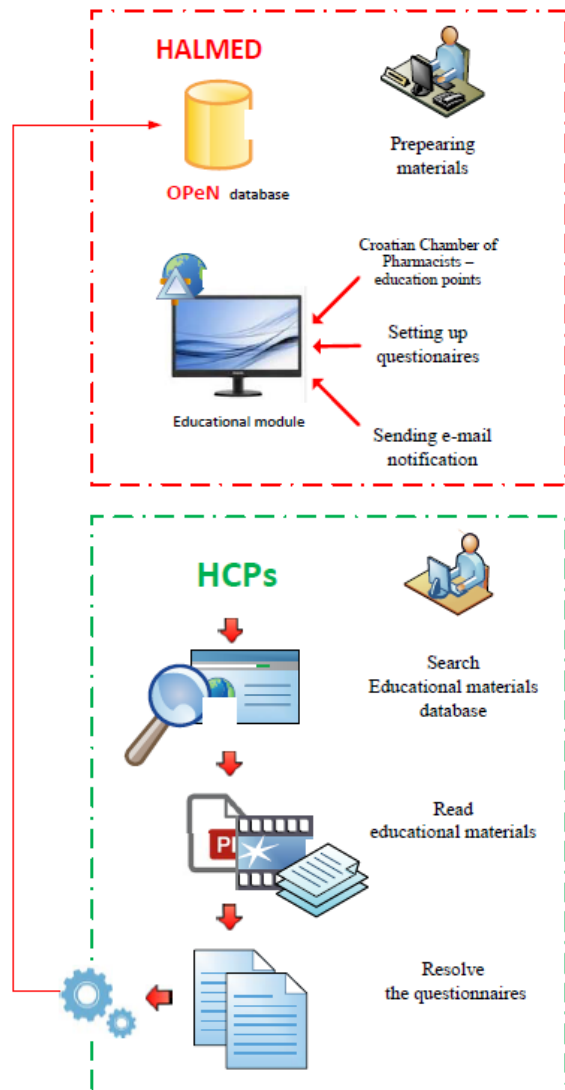 HALMED
OPeN database
Prepearing
materials
Croatian Chamber of
Pharmacists –
education points
Setting up
questionaires
Sending e-mail
notification
Educational module
HCPs
Search
Educational materials
database
Read
educational materials
Resolve
the questionnaires